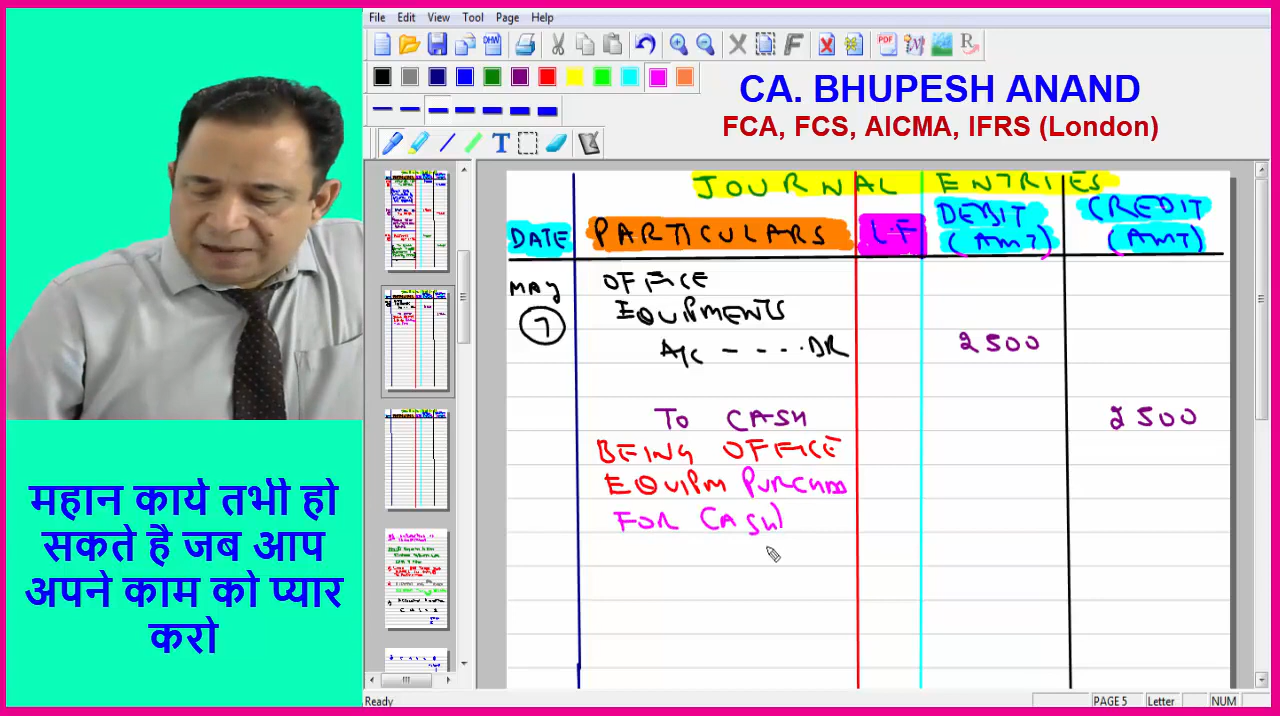 File Edit View Tool Page Help
CA. BHUPESH ANAND
FCA, FCS, AICMA, IFRS (London)
JOURNAL ENTRIES
DATE PARTICULARS L.F DEBIT (AMT) CREDIT (AMT)
MAY 7 OFFICE
EQUIPMENTS
A/C - - - . . DR 2500
TO CASH 2500
BEING OFFICE
EQUIPM PURCHAS
FOR CASH)
महान कार्य तभी हो
सकते है जब आप
अपने काम को प्यार
करो
Ready PAGE 5 Letter NUM